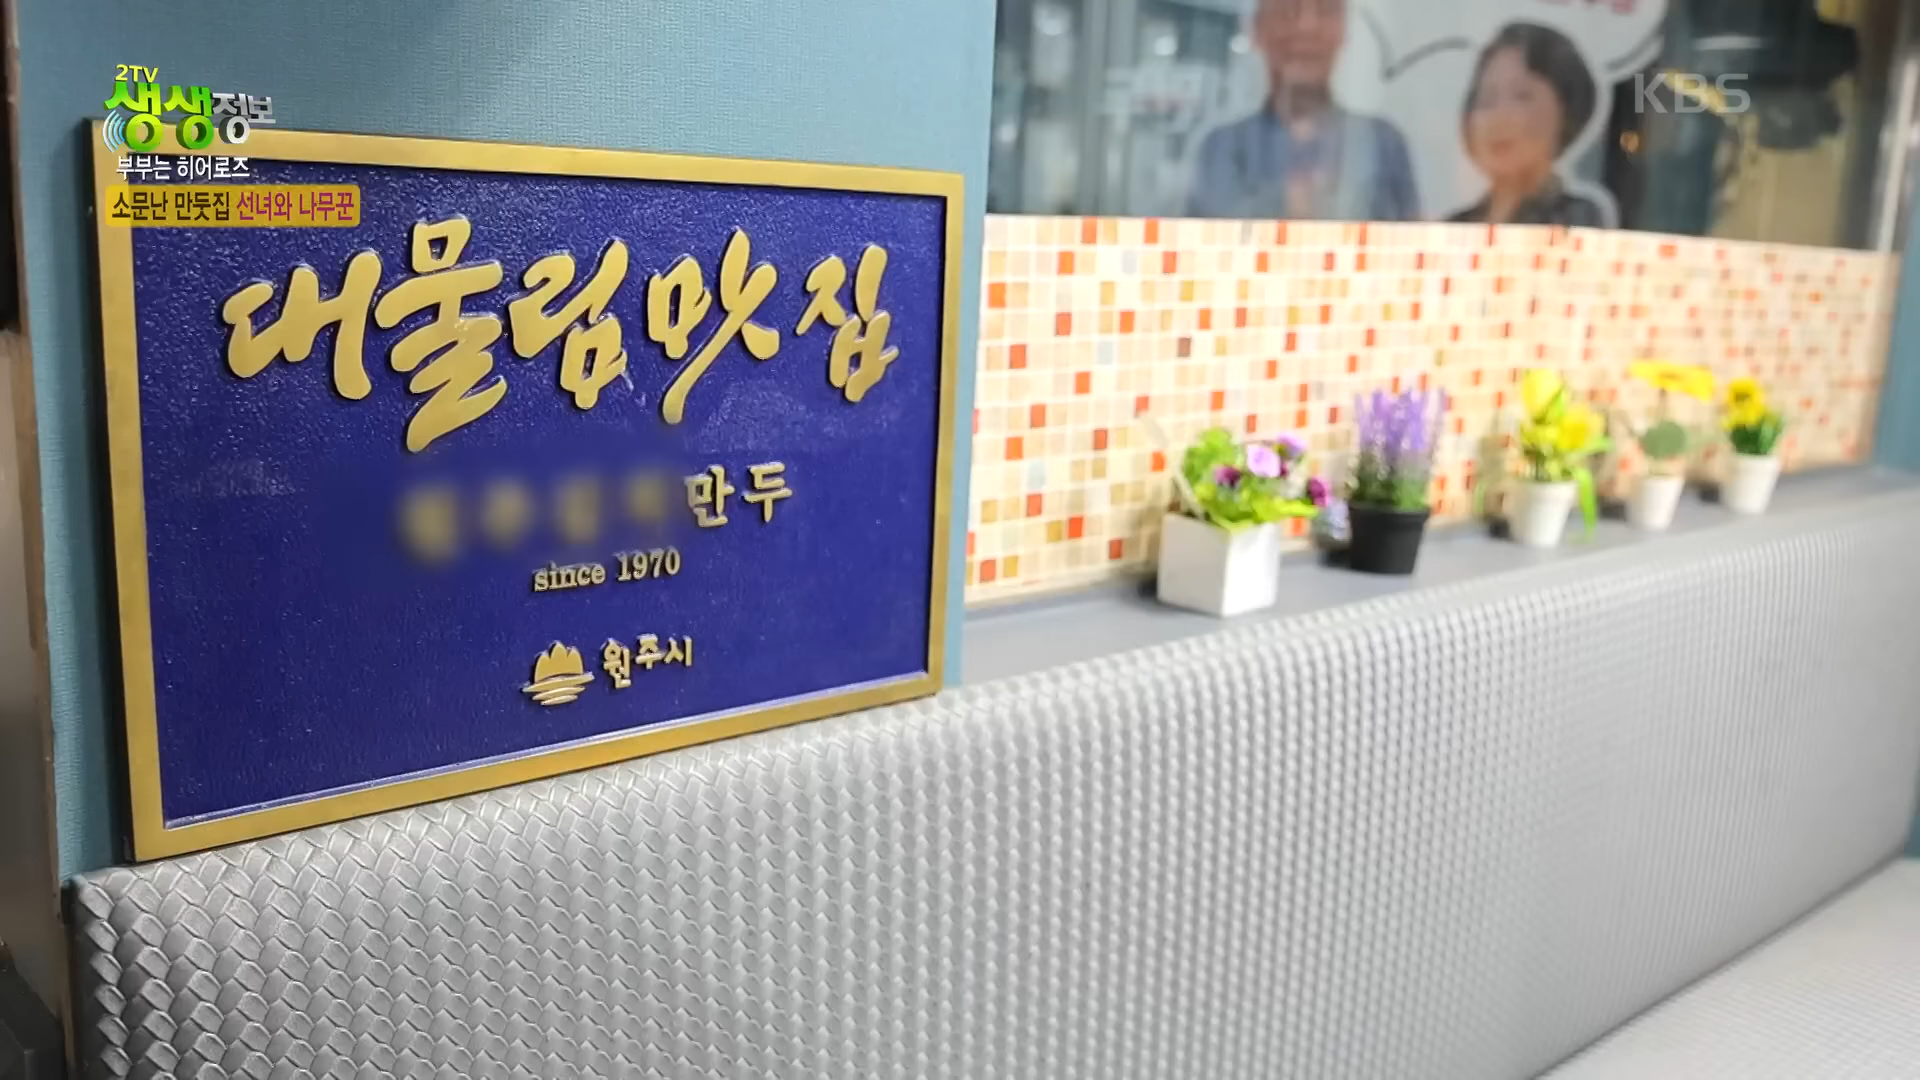 2TV
생생정보
부부는 히어로즈
소문난 만둣집 선녀와 나무꾼
KBS
대물림맛집
만두
since 1970
원주시